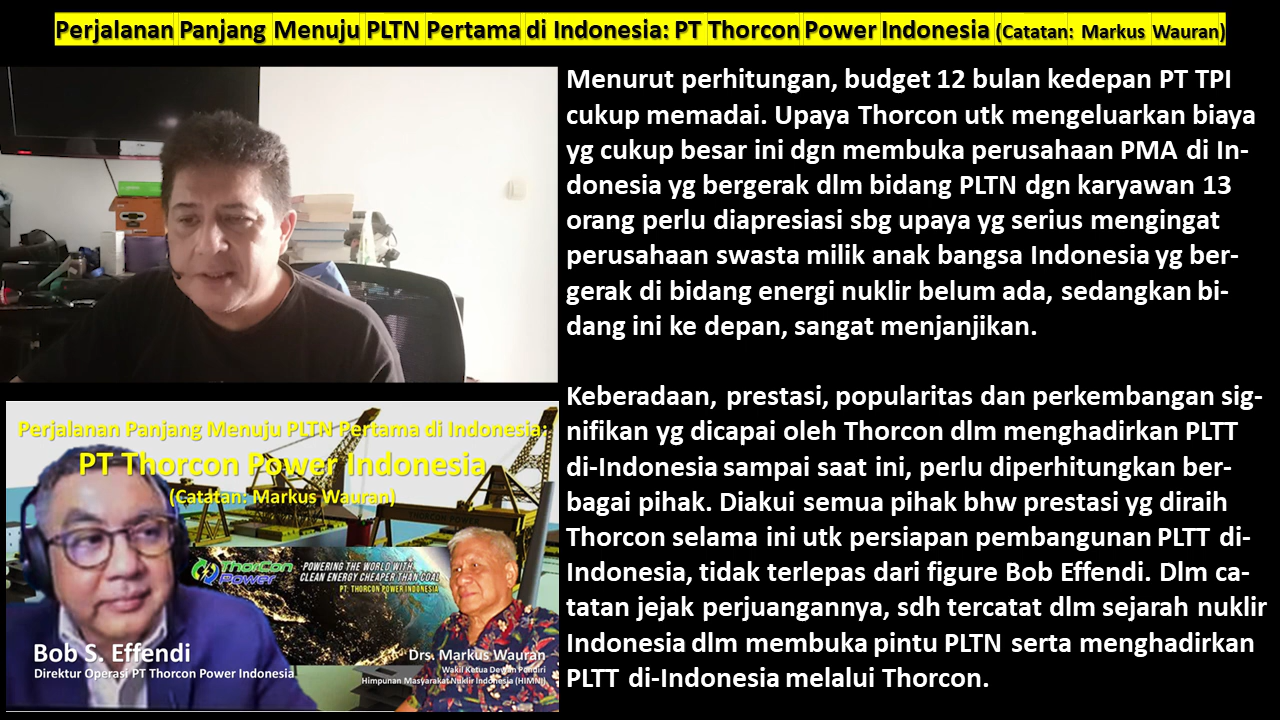 Perjalanan Panjang Menuju PLTN Pertama di Indonesia: PT Thorcon Power Indonesia (Catatan: Markus Wauran)
Menurut perhitungan, budget 12 bulan kedepan PT TPI
cukup memadai. Upaya Thorcon utk mengeluarkan biaya
yg cukup besar ini dgn membuka perusahaan PMA di In-
donesia yg bergerak dlm bidang PLTN dgn karyawan 13
orang perlu diapresiasi sbg upaya yg serius mengingat
perusahaan swasta milik anak bangsa Indonesia yg ber-
gerak di bidang energi nuklir belum ada, sedangkan bi-
dang ini ke depan, sangat menjanjikan.
Keberadaan, prestasi, popularitas dan perkembangan sig-
nifikan yg dicapai oleh Thorcon dlm menghadirkan PLTT
di-Indonesia sampai saat ini, perlu diperhitungkan ber-
bagai pihak. Diakui semua pihak bhw prestasi yg diraih
Thorcon selama ini utk persiapan pembangunan PLTT di-
Indonesia, tidak terlepas dari figure Bob Effendi. Dlm ca-
tatan jejak perjuangannya, sdh tercatat dlm sejarah nuklir
Indonesia dlm membuka pintu PLTN serta menghadirkan
PLTT di-Indonesia melalui Thorcon.
Perjalanan Panjang Menuju PLTN Pertama di Indonesia:
PT Thorcon Power Indonesia
(Catatan: Markus Wauran)
ThorCon
Power
POWERING THE WORLD WITH
CLEAN ENERGY CHEAPER THAN COAL
PT. THORCON POWER INDONESIA
Bob S. Effendi
Direktur Operasi PT Thorcon Power Indonesia
Drs. Markus Wauran
Wakil Ketua Dewan Pendiri
Himpunan Masyarakat Nuklir Indonesia (HIMNI)